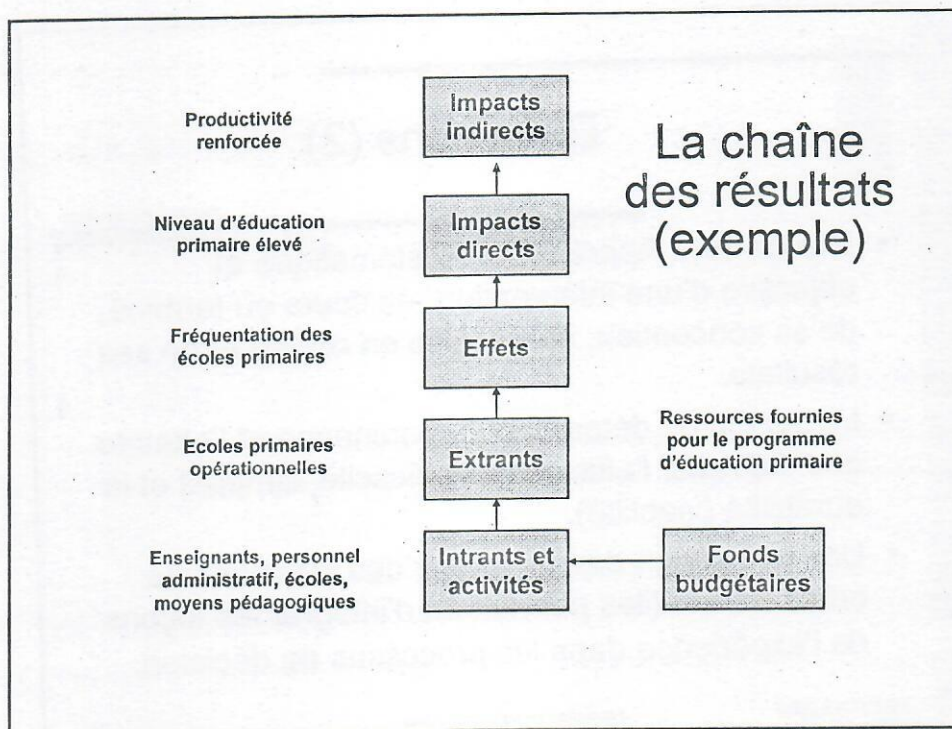 La chaîne
des résultats
(exemple)
Productivité
renforcée
Impacts
indirects
Niveau d'éducation
primaire élevé
Impacts
directs
Fréquentation des
écoles primaires
Effets
Ecoles primaires
opérationnelles
Extrants
Ressources fournies
pour le programme
d'éducation primaire
Enseignants, personnel
administratif, écoles,
moyens pédagogiques
Intrants et
activités
Fonds
budgétaires